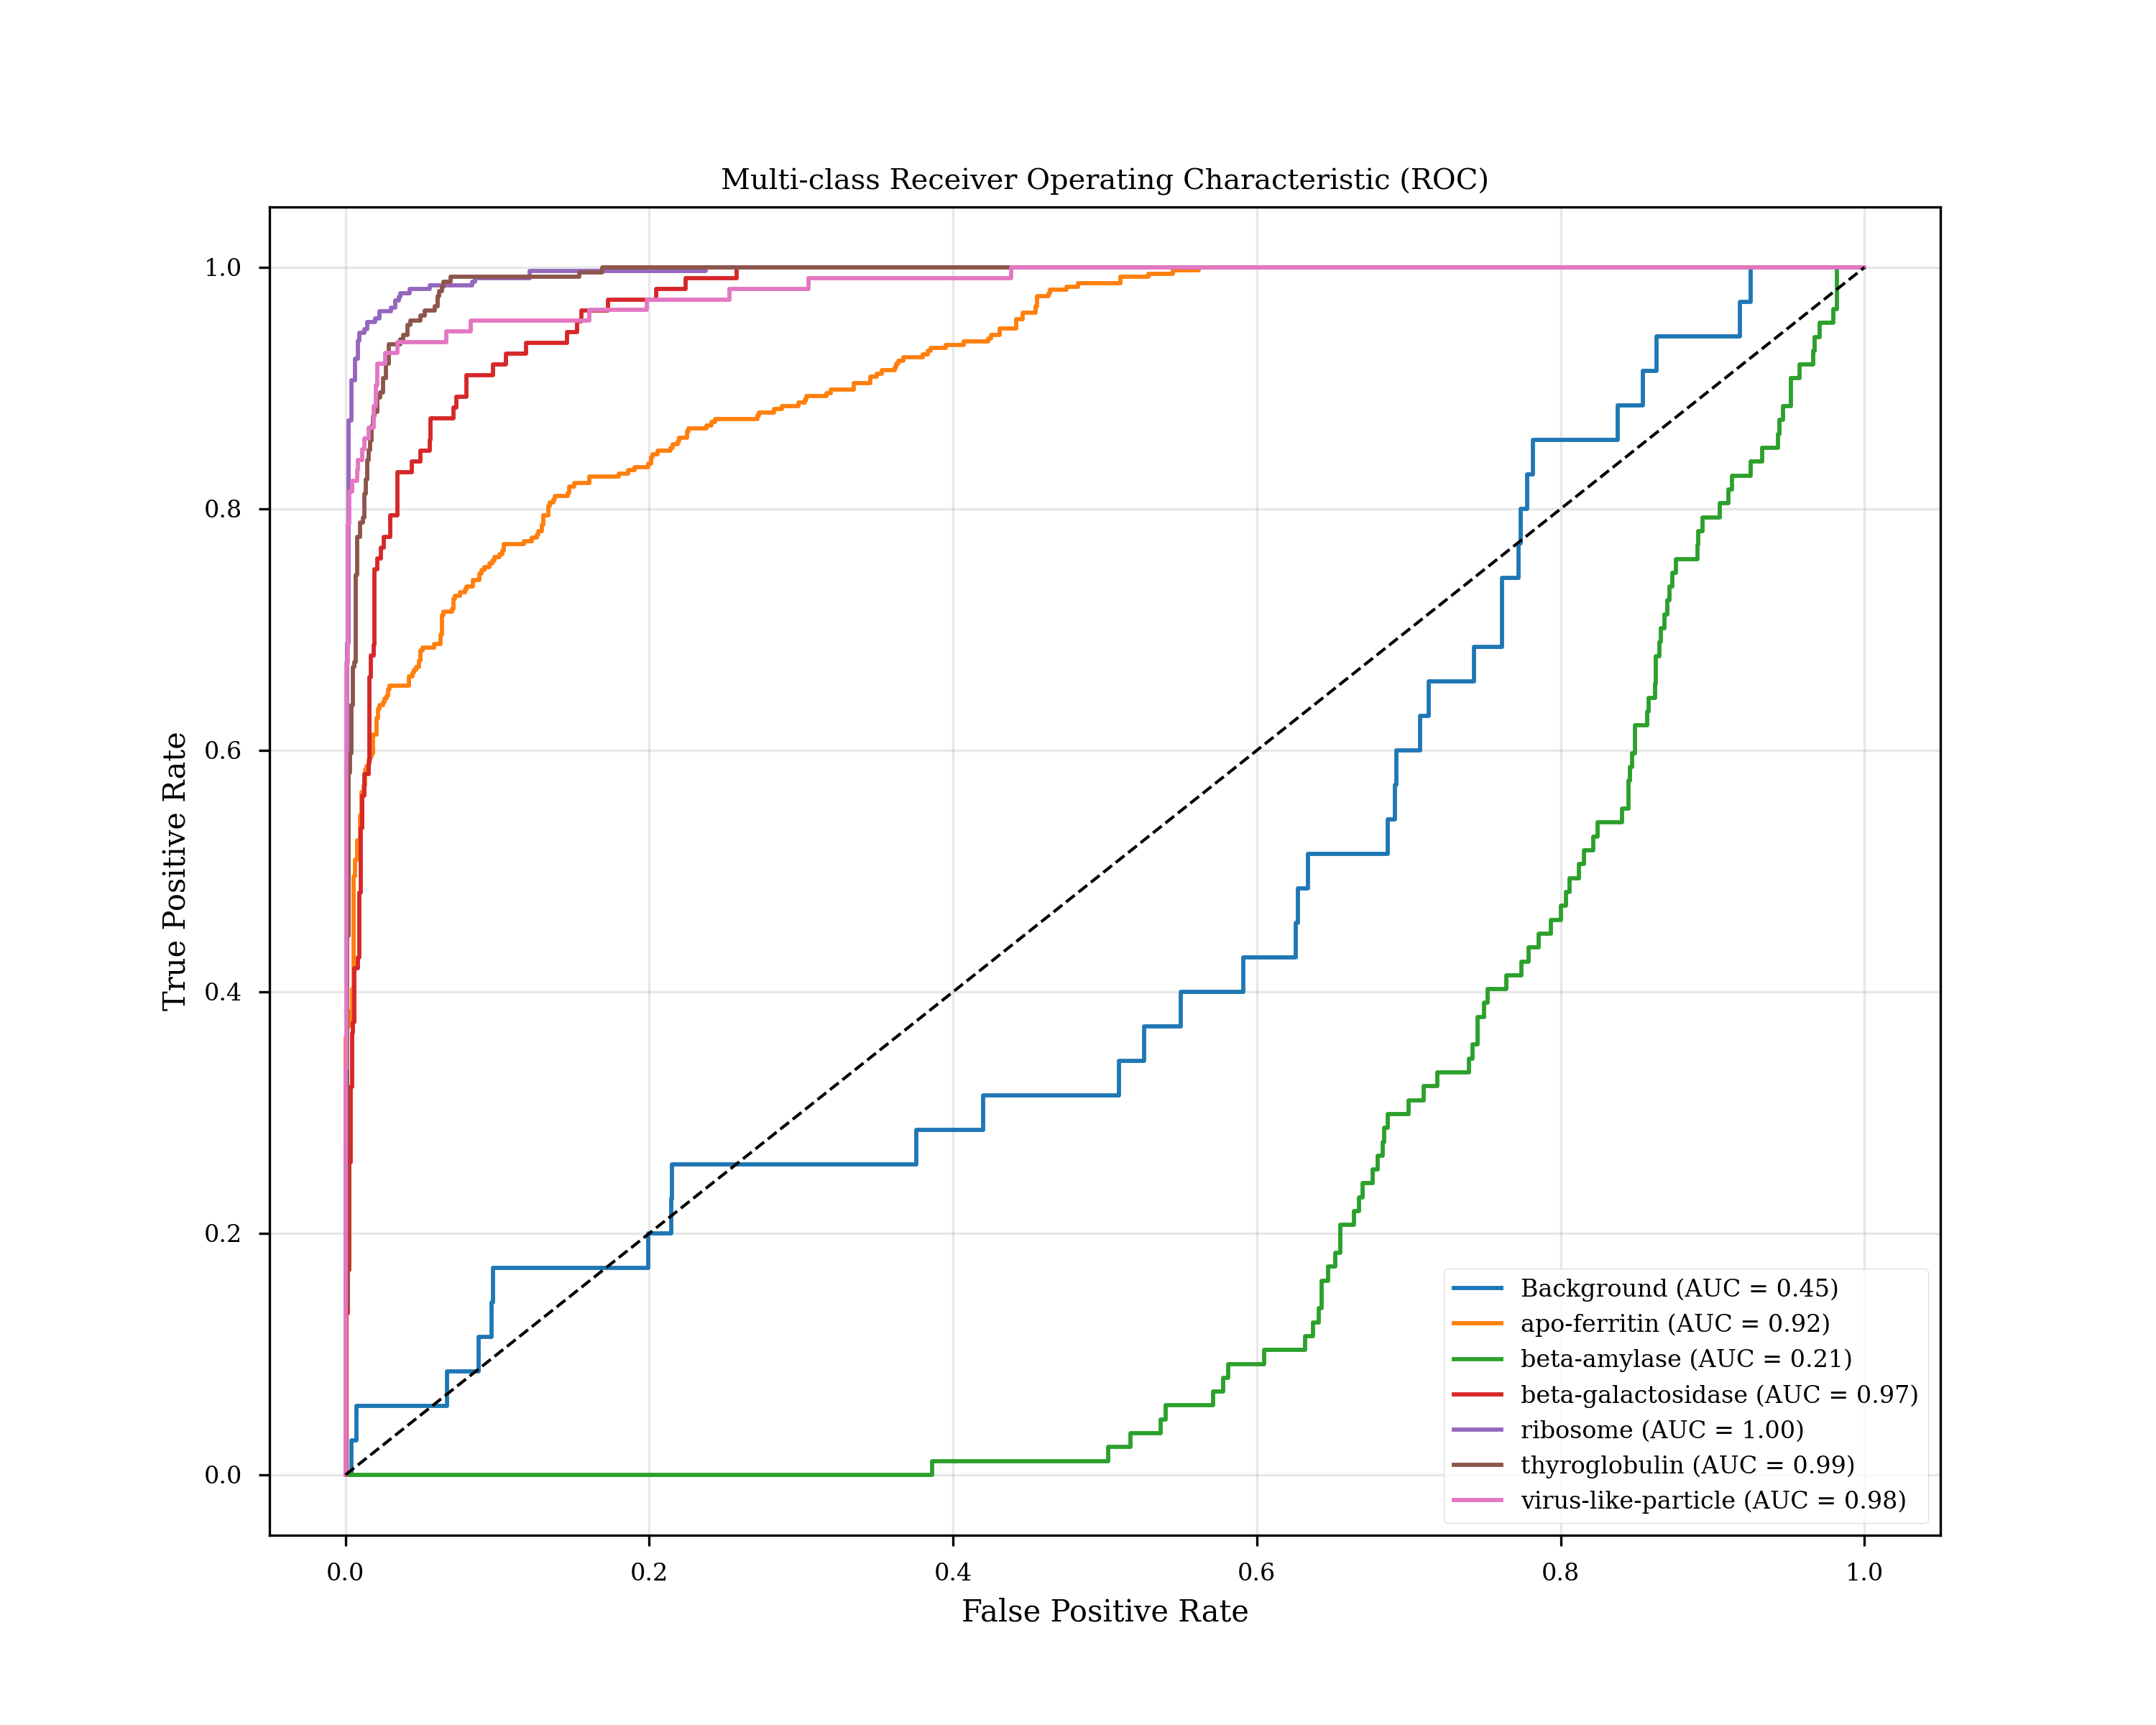 Multi-class Receiver Operating Characteristic (ROC)
True Positive Rate
1.0
0.8
0.6
0.4
0.2
0.0
0.0 0.2 0.4 0.6 0.8 1.0
False Positive Rate
Background (AUC = 0.45)
apo-ferritin (AUC = 0.92)
beta-amylase (AUC = 0.21)
beta-galactosidase (AUC = 0.97)
ribosome (AUC = 1.00)
thyroglobulin (AUC = 0.99)
virus-like-particle (AUC = 0.98)